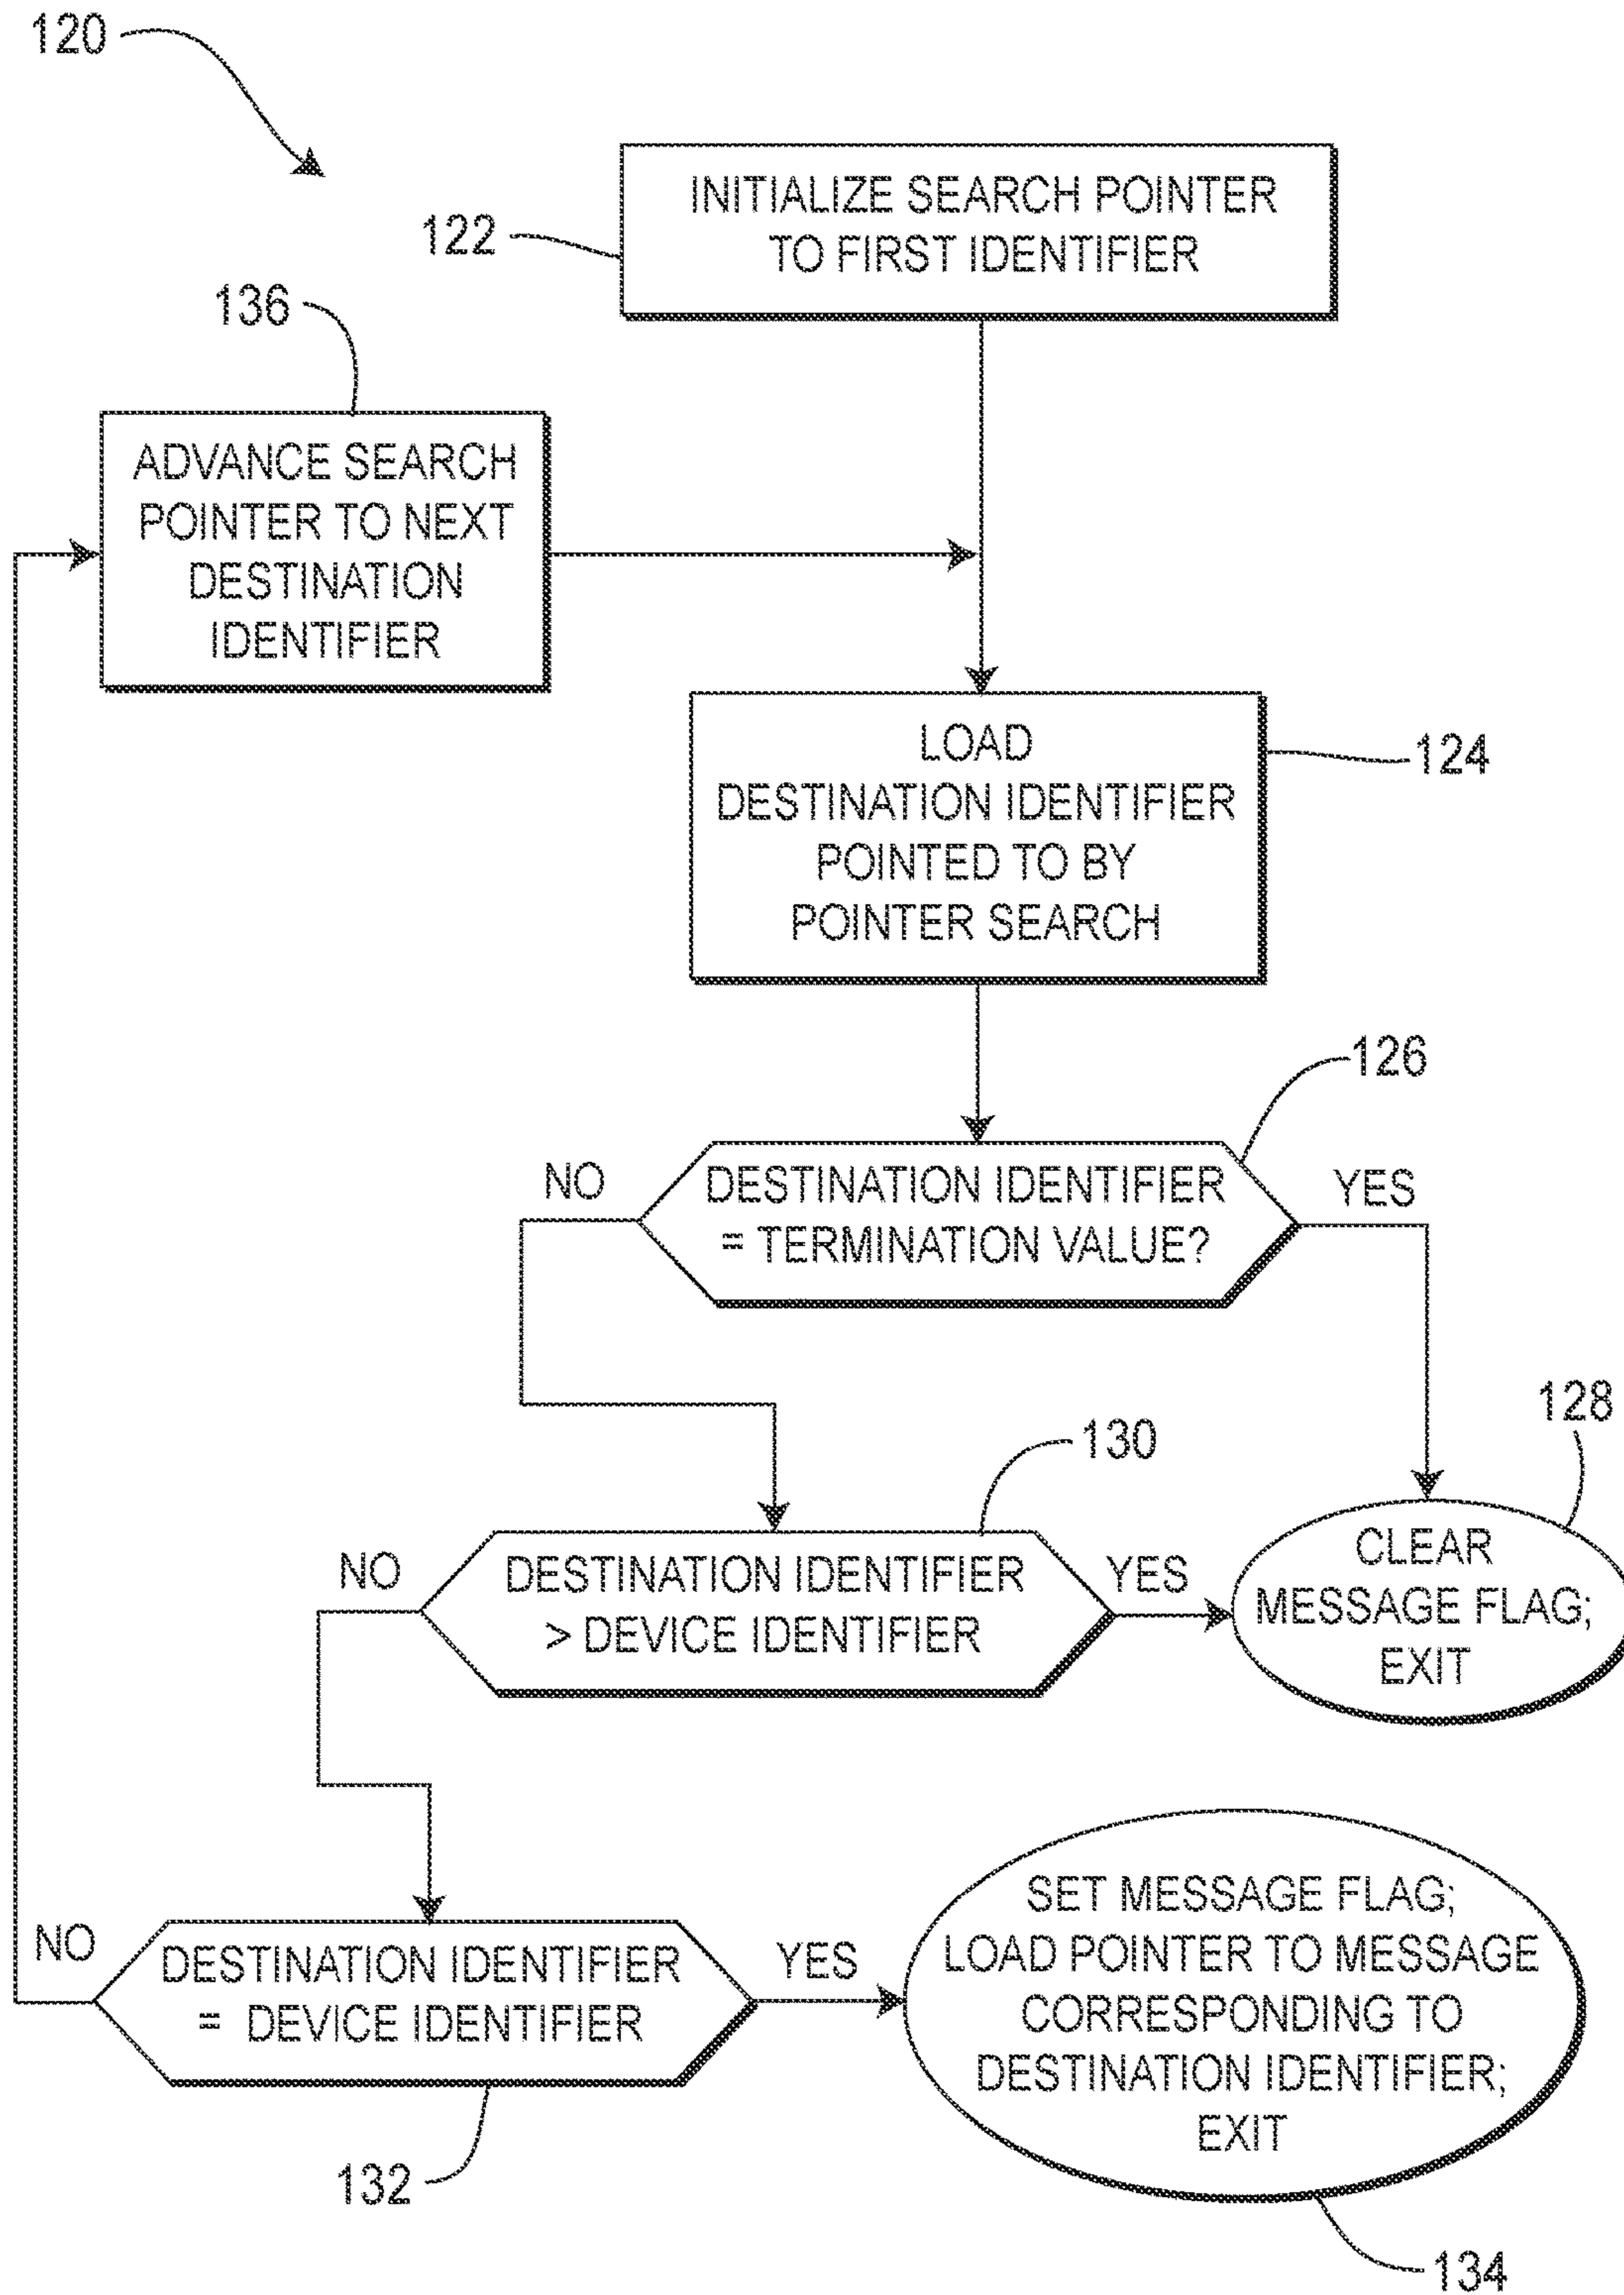 120
INITIALIZE SEARCH POINTER
TO FIRST IDENTIFIER
122
136
ADVANCE SEARCH
POINTER TO NEXT
DESTINATION
IDENTIFIER
LOAD
DESTINATION IDENTIFIER
POINTED TO BY
POINTER SEARCH
124
126
NO
DESTINATION IDENTIFIER
= TERMINATION VALUE?
YES
128
130
NO
DESTINATION IDENTIFIER
> DEVICE IDENTIFIER
YES
CLEAR
MESSAGE FLAG;
EXIT
NO
DESTINATION IDENTIFIER
= DEVICE IDENTIFIER
YES
SET MESSAGE FLAG;
LOAD POINTER TO MESSAGE
CORRESPONDING TO
DESTINATION IDENTIFIER;
EXIT
132
134